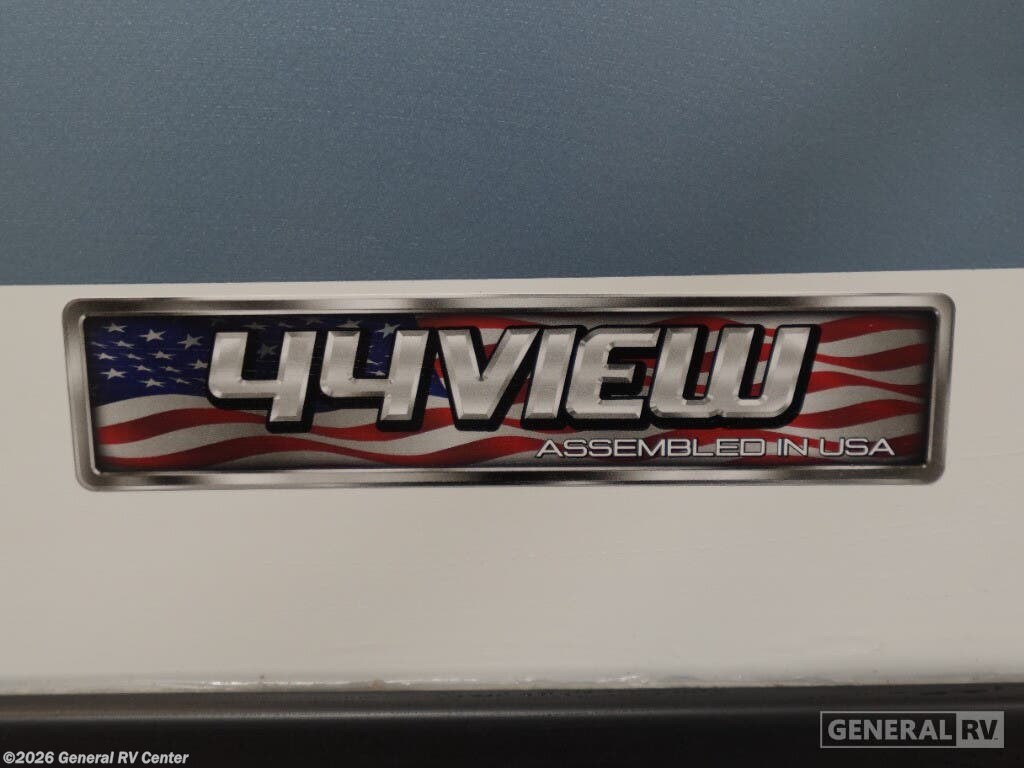 44VIEW
ASSEMBLED IN USA
GENERAL RV
©2026 General RV Center